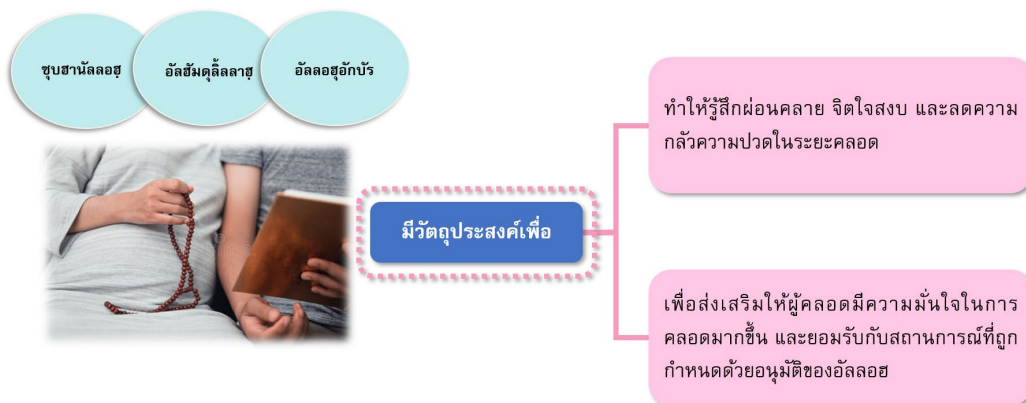 ซุบฮานัลลอฮฺ
อัลฮัมดุลิ้ลลาฮฺ
อัลลอฮุอักบัร
ทำให้รู้สึกผ่อนคลาย จิตใจสงบ และลดความ
กลัวความปวดในระยะคลอด
มีวัตถุประสงค์เพื่อ
เพื่อส่งเสริมให้ผู้คลอดมีความมั่นใจในการ
คลอดมากขึ้น และยอมรับกับสถานการณ์ที่ถูก
กำหนดด้วยอนุมัติของอัลลอฮ